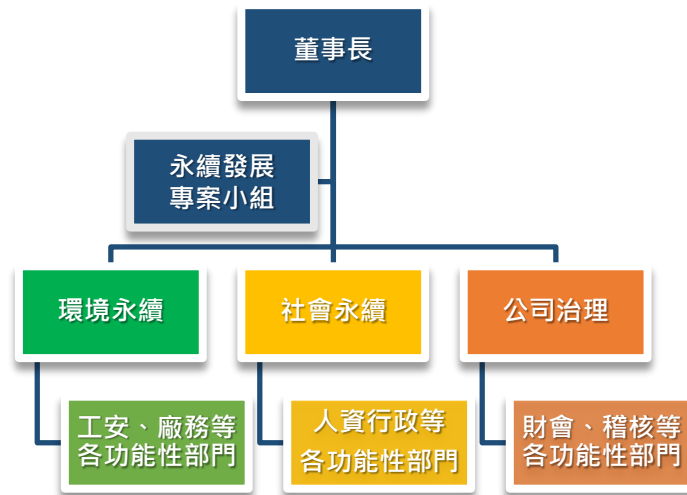 董事長
永續發展
專案小組
環境永續
社會永續
公司治理
工安、廠務等
各功能性部門
人資行政等
各功能性部門
財會、稽核等
各功能性部門